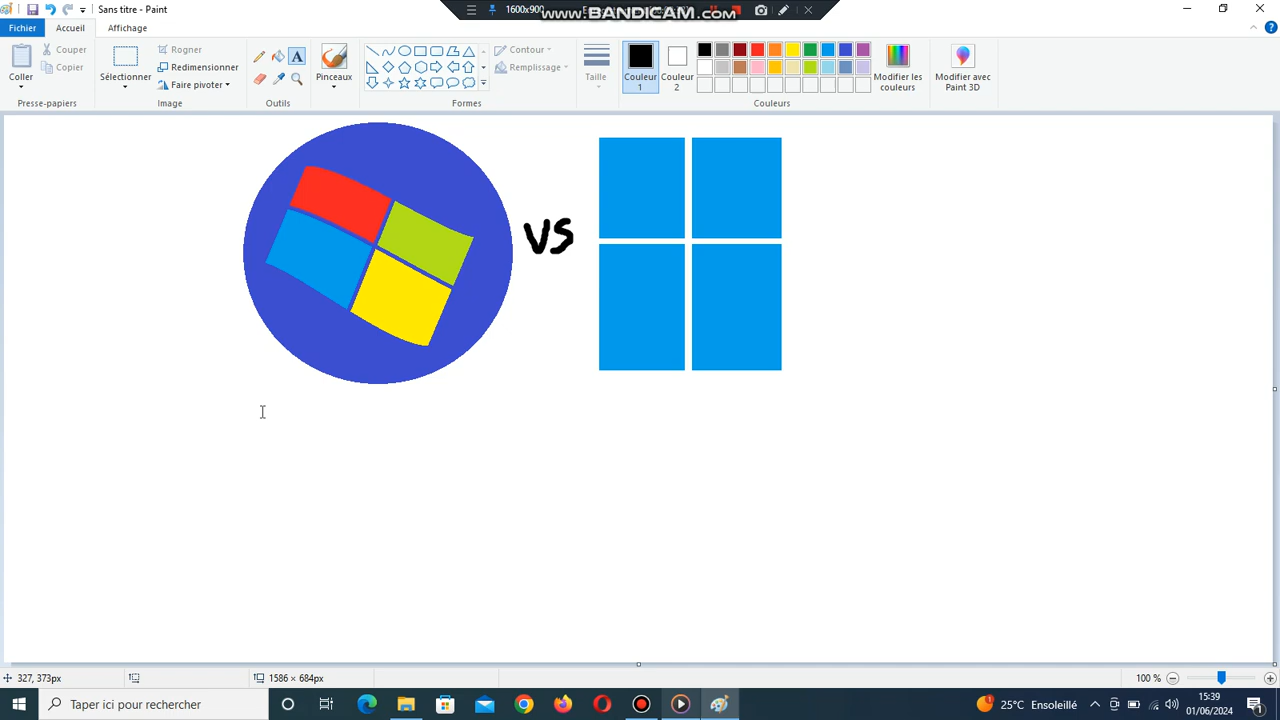 Sans titre - Paint
1600x900
www.BANDICAM.com
Fichier
Accueil
Affichage
Coller
Couper
Copier
Presse-papiers
Sélectionner
Rogner
Redimensionner
Faire pivoter
Image
A
Outils
Pinceaux
Contour
Remplissage
Formes
Taille
Couleur
1
Couleur
2
Modifier les
couleurs
Couleurs
Modifier avec
Paint 3D
VS
327, 373px
1586 × 684px
100 %
Taper ici pour rechercher
1
25°C Ensoleillé
15:39
01/06/2024
1